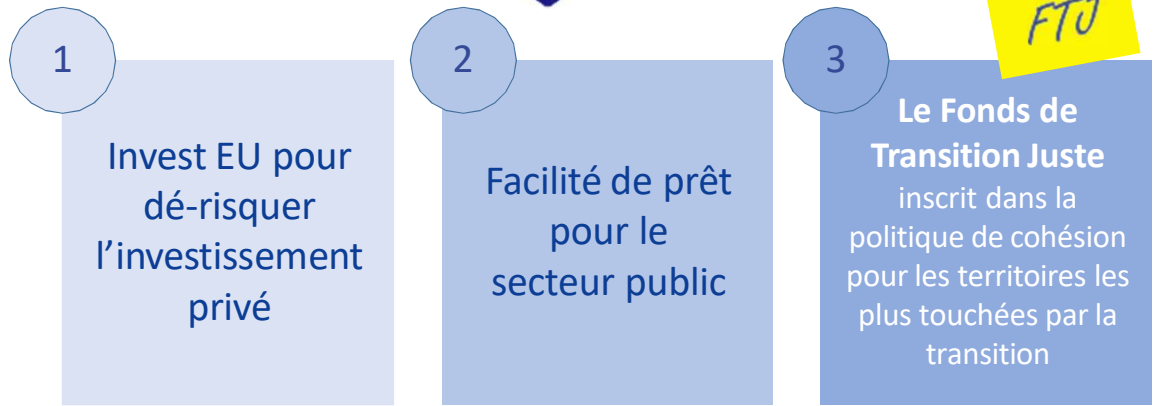 1
Invest EU pour
dé-risquer
l’investissement
privé
2
Facilité de prêt
pour le
secteur public
3
FTJ
Le Fonds de
Transition Juste
inscrit dans la
politique de cohésion
pour les territoires les
plus touchées par la
transition